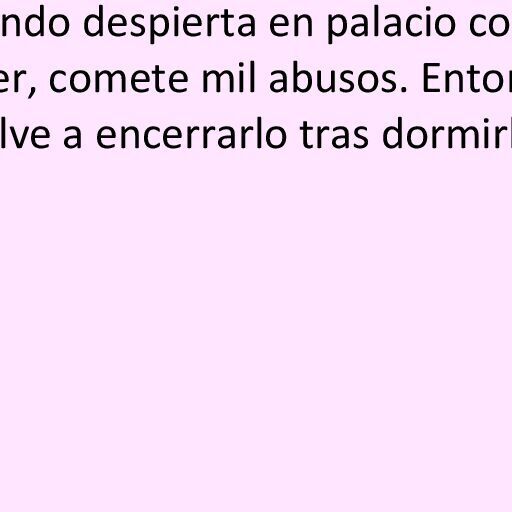 ndo despierta en palacio co
er, comete mil abusos. Enton
lve a encerrarlo tras dormirl